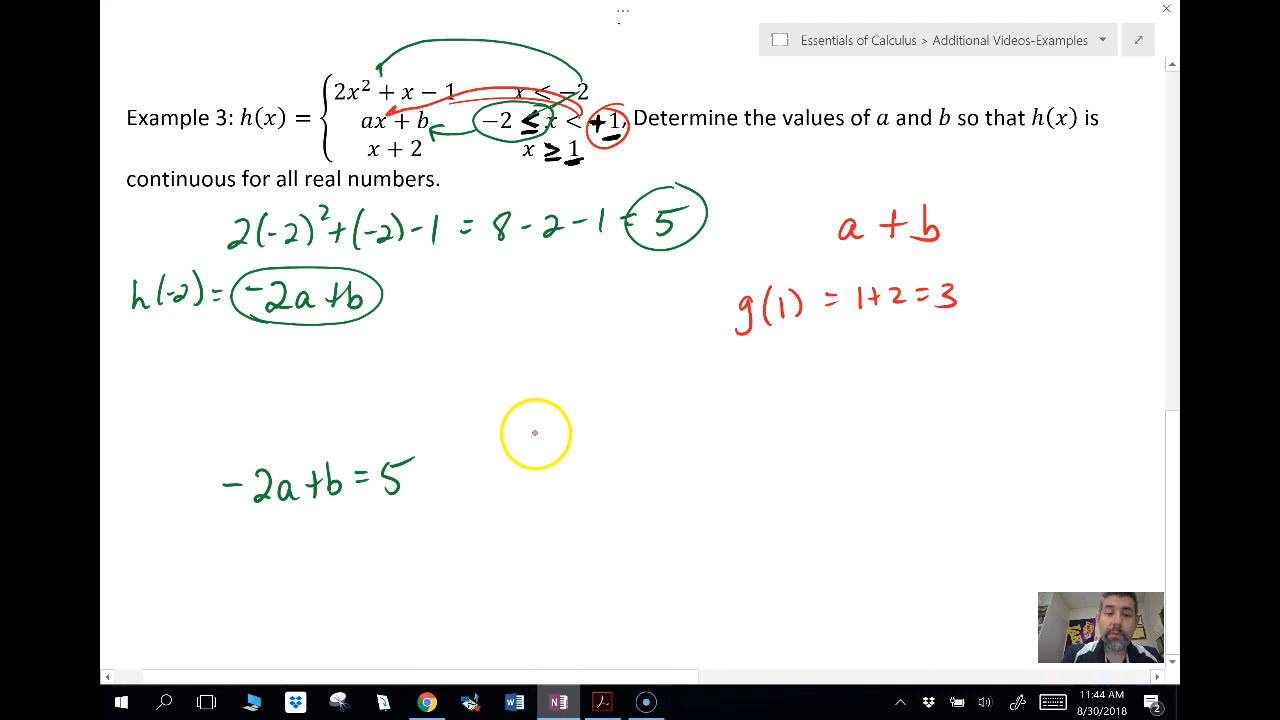 Essentials of Calculus > Additional Videos-Examples
2x² + x − 1 x < −2
Example 3: h(x) = { ax + b −2 ≤ x < +1, Determine the values of a and b so that h(x) is
x + 2 x ≥ 1
continuous for all real numbers.
2(-2)² + (-2) - 1 = 8 - 2 - 1 = 5
a + b
h(-2) = -2a + b
g(1) = 1 + 2 = 3
-2a + b = 5
11:44 AM
8/30/2018
2